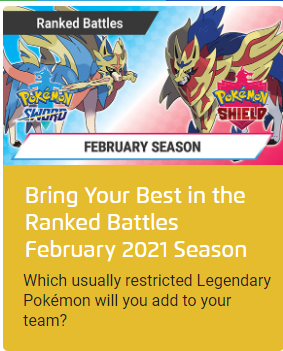 Ranked Battles
Pokémon
SWORD
Pokémon
SHIELD
FEBRUARY SEASON
Bring Your Best in the
Ranked Battles
February 2021 Season
Which usually restricted Legendary
Pokémon will you add to your
team?